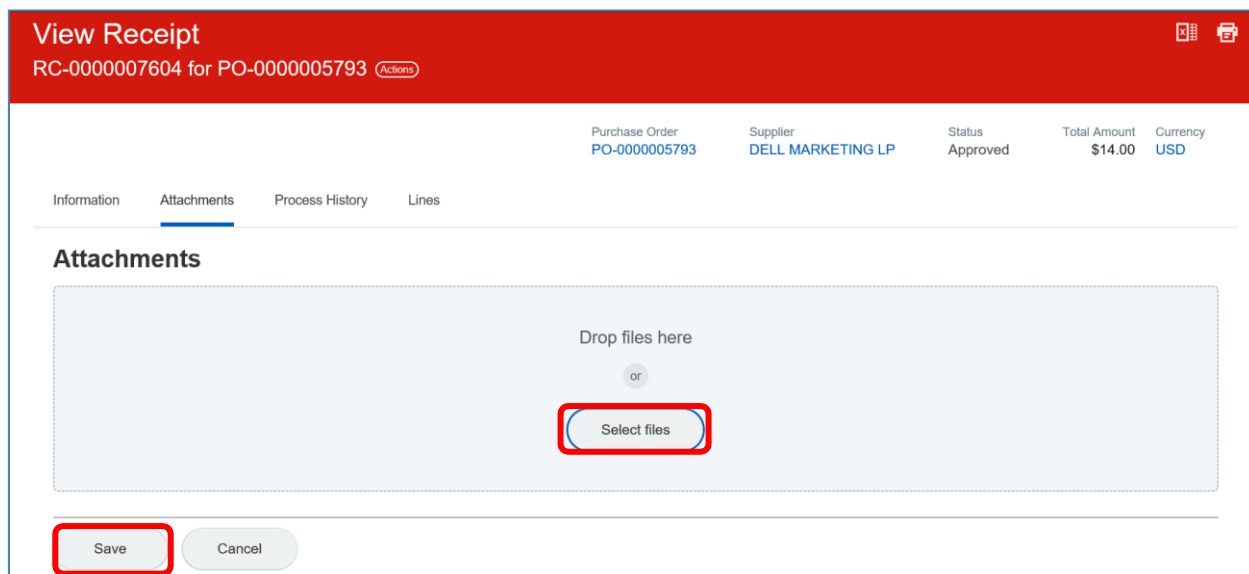 View Receipt
RC-0000007604 for PO-0000005793 Actions
Purchase Order Supplier Status Total Amount Currency
PO-0000005793 DELL MARKETING LP Approved $14.00 USD
Information Attachments Process History Lines
Attachments
Drop files here
or
Select files
Save Cancel